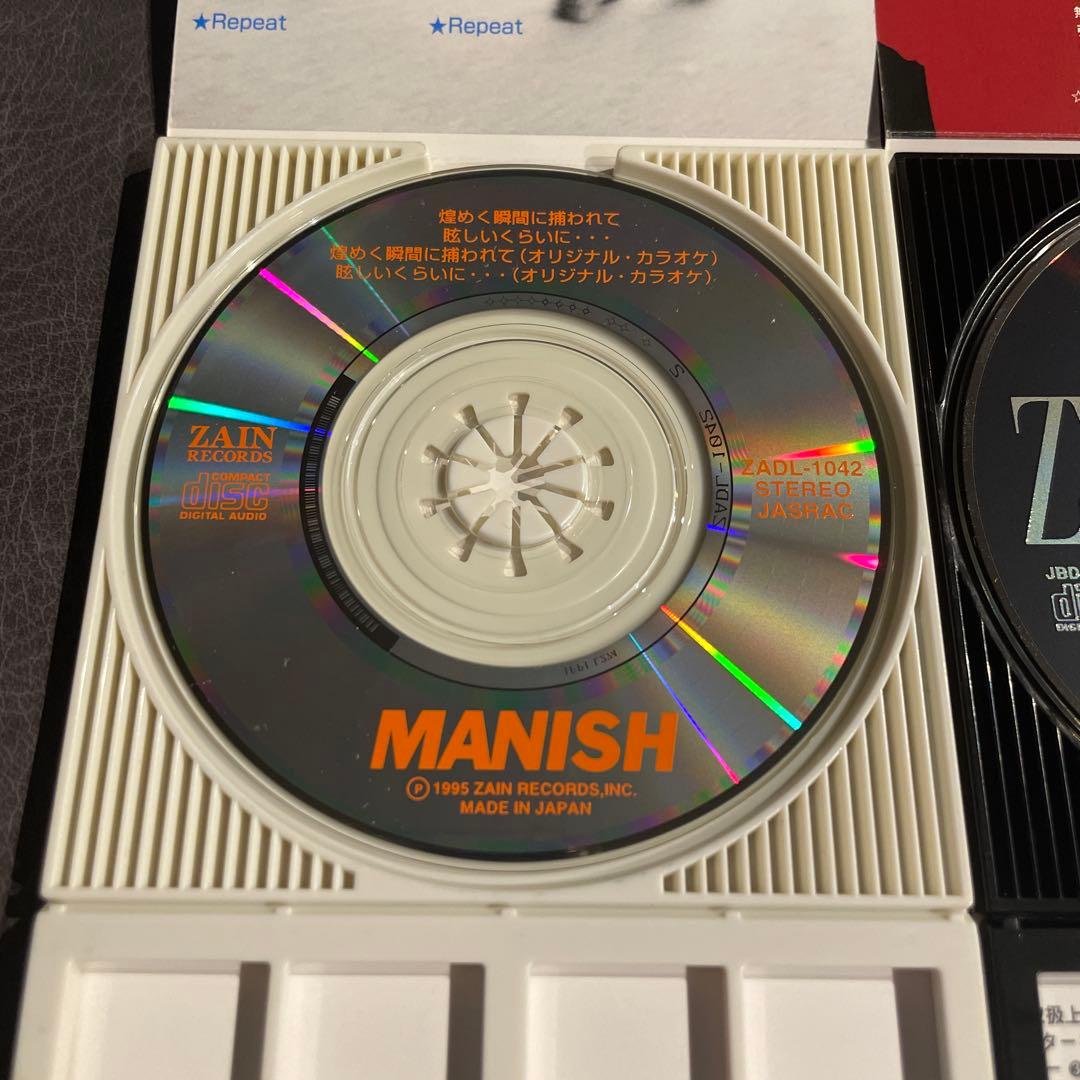 ★Repeat
★Repeat
煌めく瞬間に捕われて
眩しいくらいに・・・
煌めく瞬間に捕われて(オリジナル・カラオケ)
眩しいくらいに・・・(オリジナル・カラオケ)
ZAIN
RECORDS
COMPACT
disc
DIGITAL AUDIO
ZADL-1042
STEREO
JASRAC
ZADL-1042
MANISH
Ⓟ1995 ZAIN RECORDS,INC.
MADE IN JAPAN